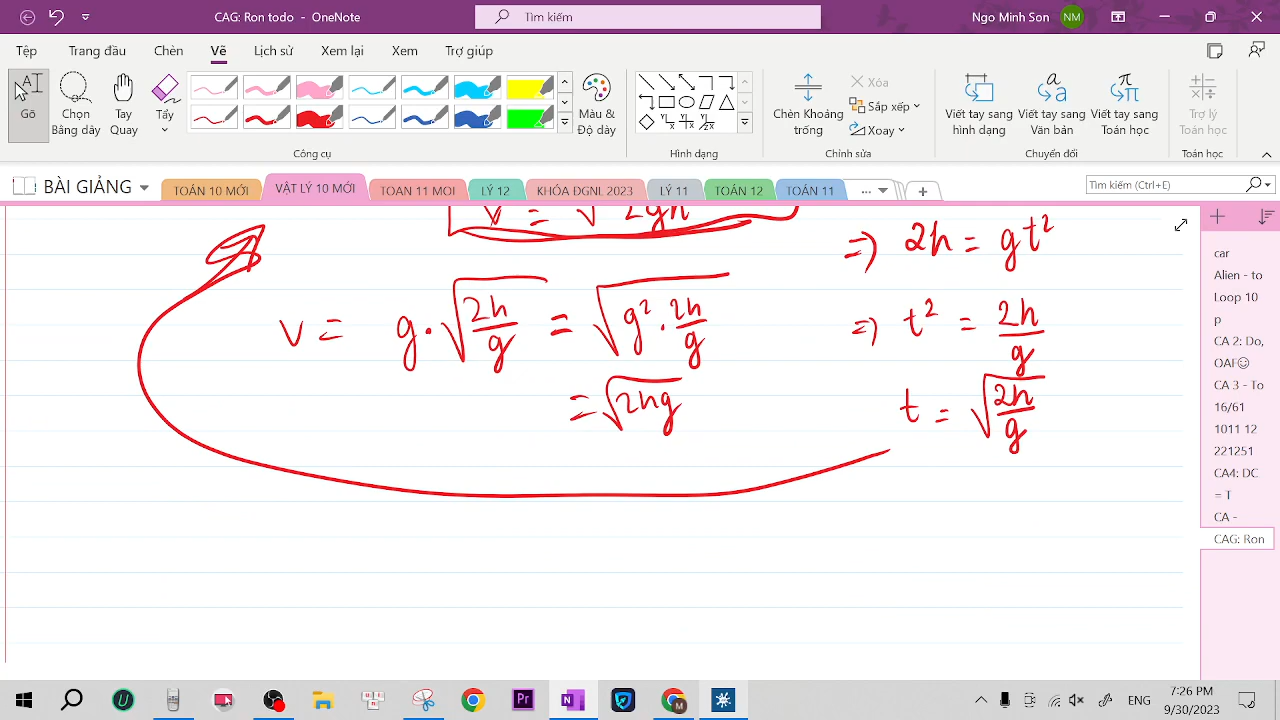 CAG: Ron todo - OneNote
Tìm kiếm
Ngo Minh Son NM
Tệp Trang đầu Chèn Vẽ Lịch sử Xem lại Xem Trợ giúp
Gõ
Chọn Bằng dây
Tay Quay
Tẩy
Màu & Độ dày
Chèn Khoảng trống
Xóa
Sắp xếp
Xoay
Viết tay sang hình dạng
Viết tay sang Văn bản
Viết tay sang Toán học
Trợ lý Toán học
Công cụ
Hình dạng
Chỉnh sửa
Chuyển đổi
Toán học
BÀI GIẢNG
TOÁN 10 MỚI VẬT LÝ 10 MỚI TOAN 11 MOI LÝ 12 KHÓA ĐGNL 2023 LÝ 11 TOÁN 12 TOÁN 11 ...
Tìm kiếm (Ctrl+E)
v = √2gh
⇒ 2h = gt²
v = g.√(2h/g) = √(g².2h/g)
⇒ t² = 2h/g
= √2hg
t = √(2h/g)
car
Alien - to
Loop 10
p
CA 2: Do,
OAF☺
CA 3 - To
16/61
1011 12
221251
CA4: DC
= T
CA -
CAG: Ron
ENG
7:26 PM
9/30/2023